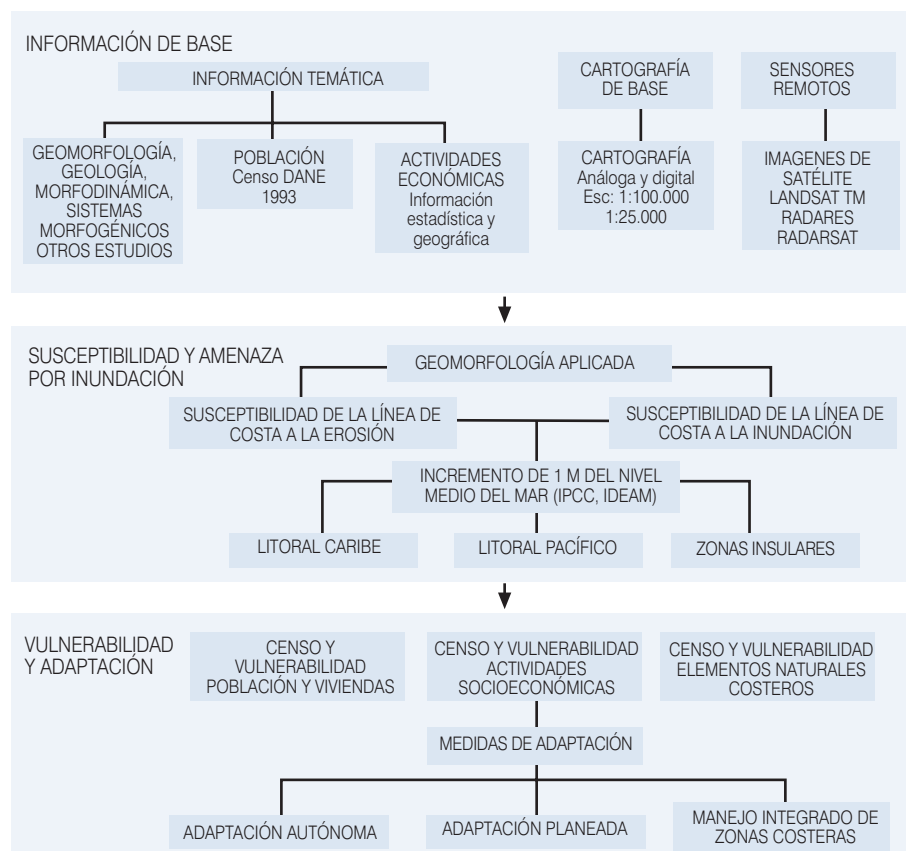 INFORMACIÓN DE BASE
INFORMACIÓN TEMÁTICA
CARTOGRAFÍA
DE BASE
SENSORES
REMOTOS
GEOMORFOLOGÍA,
GEOLOGÍA,
MORFODINÁMICA,
SISTEMAS
MORFOGÉNICOS
OTROS ESTUDIOS
POBLACIÓN
Censo DANE
1993
ACTIVIDADES
ECONÓMICAS
Información
estadística y
geográfica
CARTOGRAFÍA
Análoga y digital
Esc: 1:100.000
1:25.000
IMAGENES DE
SATÉLITE
LANDSAT TM
RADARES
RADARSAT
SUSCEPTIBILIDAD Y AMENAZA
POR INUNDACIÓN
GEOMORFOLOGÍA APLICADA
SUSCEPTIBILIDAD DE LA LÍNEA DE
COSTA A LA EROSIÓN
SUSCEPTIBILIDAD DE LA LÍNEA DE
COSTA A LA INUNDACIÓN
INCREMENTO DE 1 M DEL NIVEL
MEDIO DEL MAR (IPCC, IDEAM)
LITORAL CARIBE
LITORAL PACÍFICO
ZONAS INSULARES
VULNERABILIDAD
Y ADAPTACIÓN
CENSO Y
VULNERABILIDAD
POBLACIÓN Y VIVIENDAS
CENSO Y VULNERABILIDAD
ACTIVIDADES
SOCIOECONÓMICAS
CENSO Y VULNERABILIDAD
ELEMENTOS NATURALES
COSTEROS
MEDIDAS DE ADAPTACIÓN
ADAPTACIÓN AUTÓNOMA
ADAPTACIÓN PLANEADA
MANEJO INTEGRADO DE
ZONAS COSTERAS